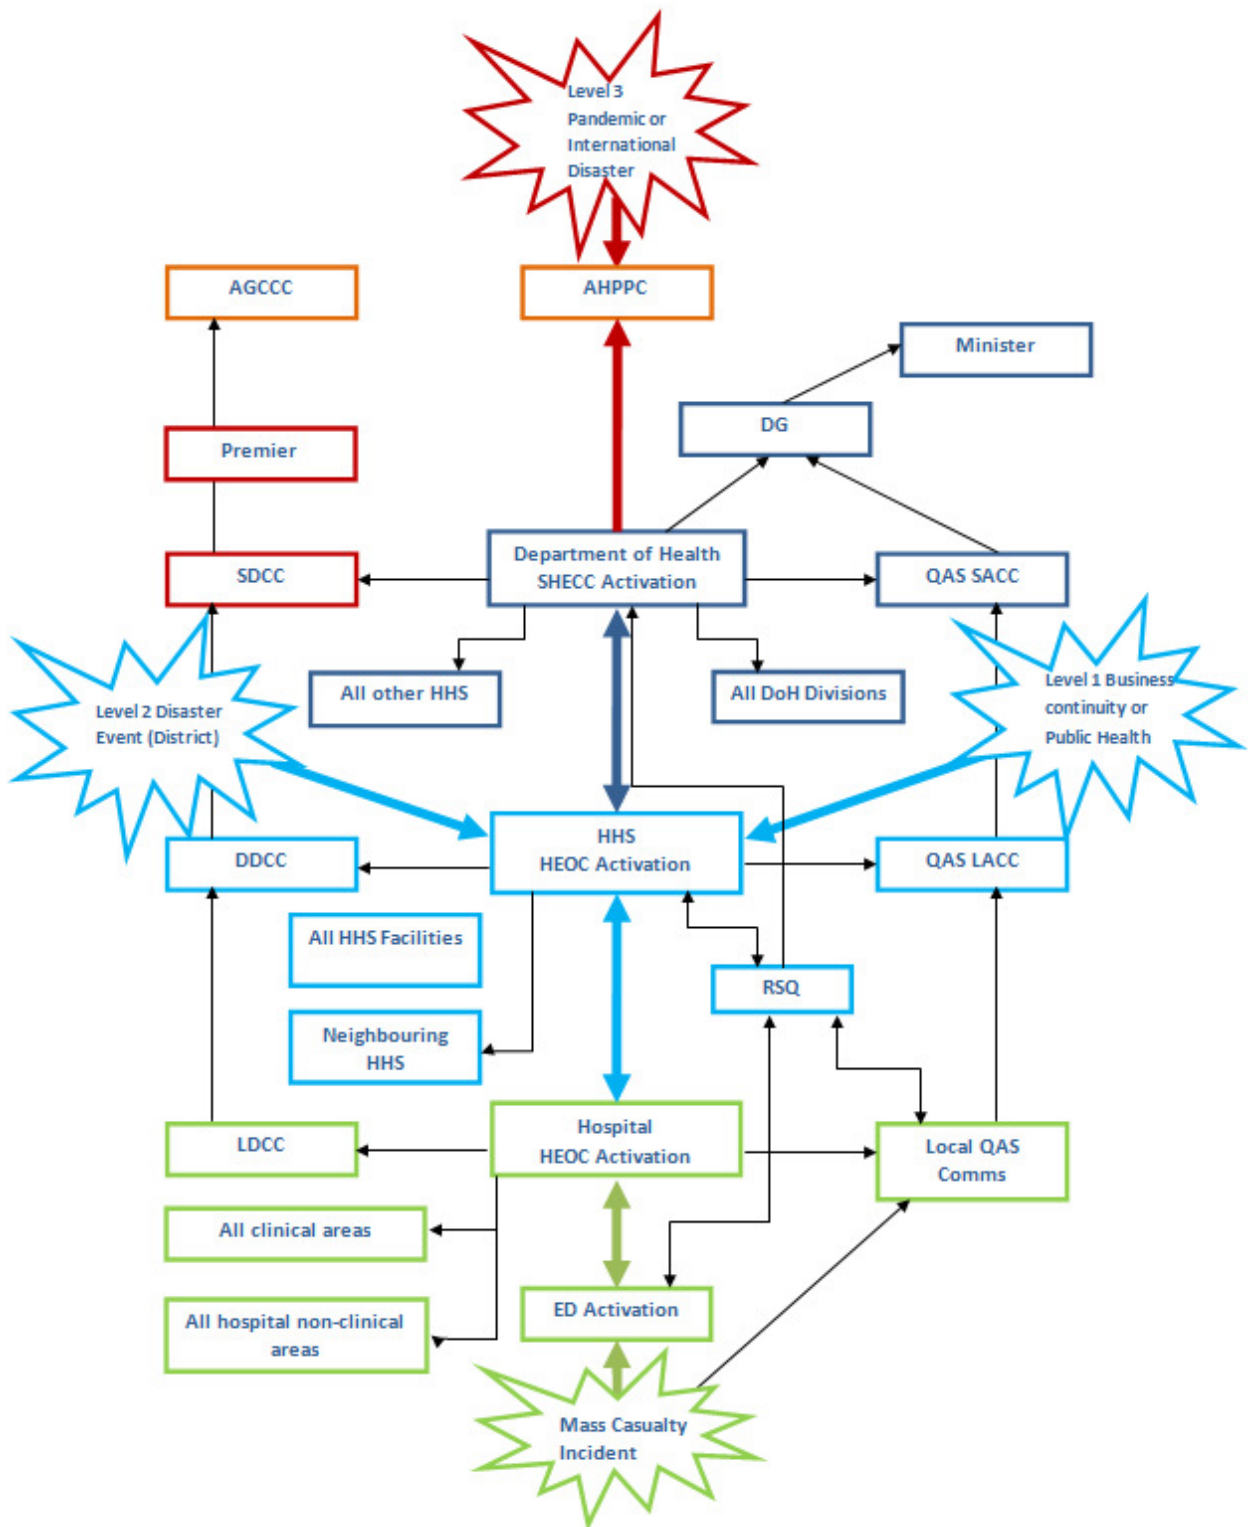 Level 3
Pandemic or
International
Disaster
AGCCC
AHPPC
Minister
DG
Premier
Department of Health
SHECC Activation
SDCC
QAS SACC
All other HHS
All DoH Divisions
Level 2 Disaster
Event (District)
Level 1 Business
continuity or
Public Health
HHS
HEOC Activation
DDCC
QAS LACC
All HHS Facilities
RSQ
Neighbouring
HHS
Hospital
HEOC Activation
LDCC
Local QAS
Comms
All clinical areas
ED Activation
All hospital non-clinical
areas
Mass Casualty
Incident